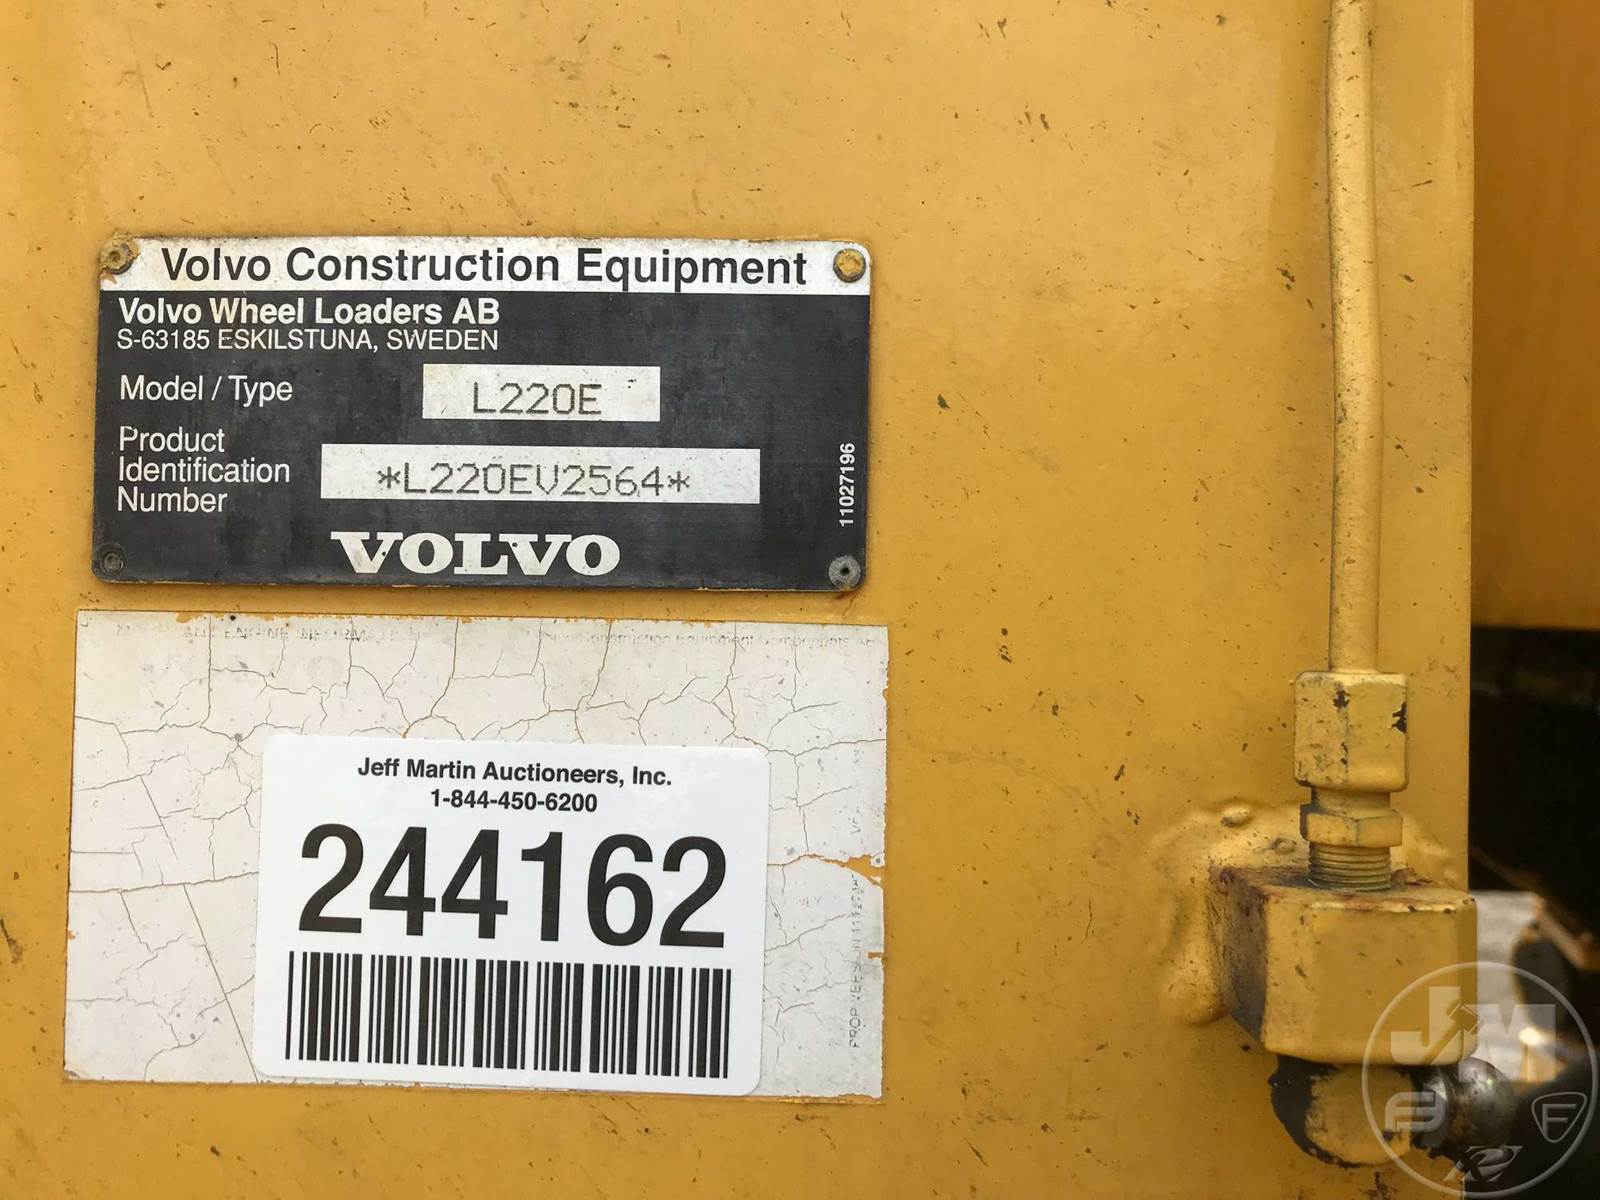 Volvo Construction Equipment
Volvo Wheel Loaders AB
S-63185 ESKILSTUNA, SWEDEN
Model / Type
L220E
Product
Identification
Number
*L220EV2564*
11027196
VOLVO
Jeff Martin Auctioneers, Inc.
1-844-450-6200
244162
JM